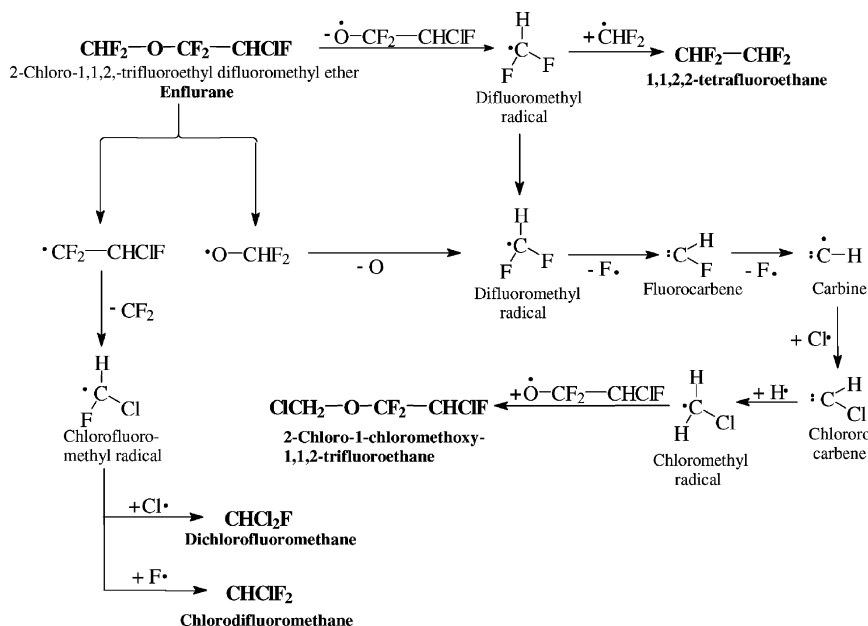 CHF₂—O—CF₂—CHClF
2-Chloro-1,1,2,-trifluoroethyl difluoromethyl ether
Enflurane
- •O—CF₂—CHClF
H
•C
F F
Difluoromethyl
radical
+ •CHF₂
CHF₂—CHF₂
1,1,2,2-tetrafluoroethane
•CF₂—CHClF
•O—CHF₂
- O
H
•C
F F
Difluoromethyl
radical
- F•
:C H
F
Fluorocarbene
- F•
:C•—H
Carbine
- CF₂
+ Cl•
H
•C
F Cl
Chlorofluoro-
methyl radical
ClCH₂—O—CF₂—CHClF
2-Chloro-1-chloromethoxy-
1,1,2-trifluoroethane
+ •O—CF₂—CHClF
H
•C
H Cl
Chloromethyl
radical
+ H•
:C H
Cl
Chlororo
carbene
+Cl•
CHCl₂F
Dichlorofluoromethane
+ F•
CHClF₂
Chlorodifluoromethane